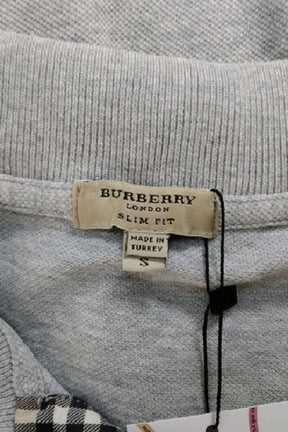 BURBERRY
LONDON
SLIM FIT
MADE IN
TURKEY
S